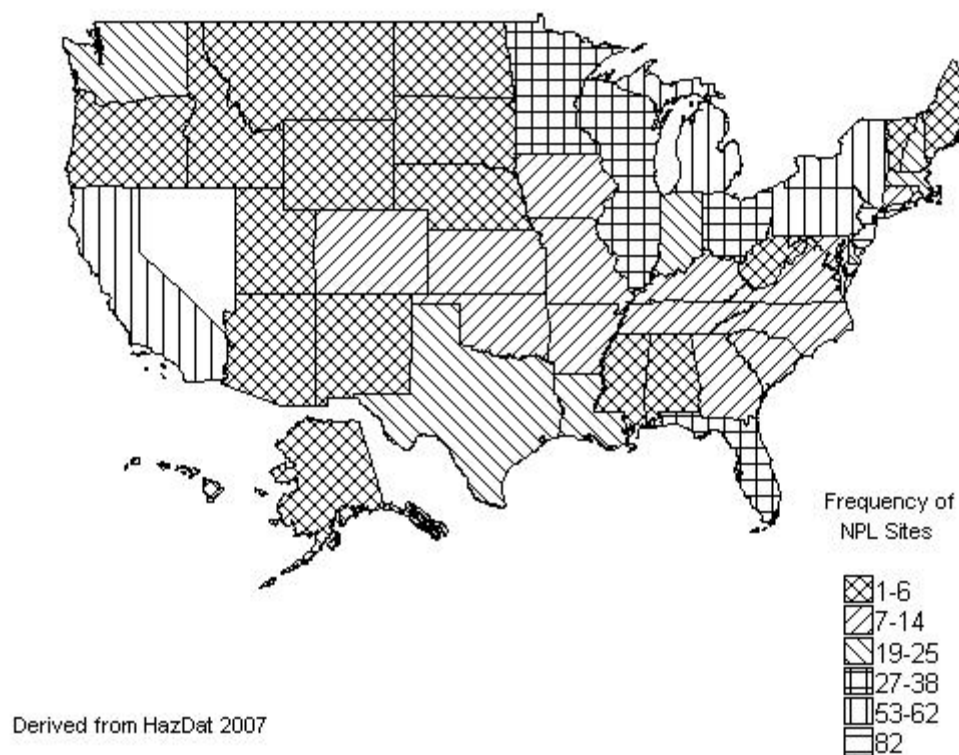 Frequency of
NPL Sites
1-6
7-14
19-25
27-38
53-62
82
Derived from HazDat 2007